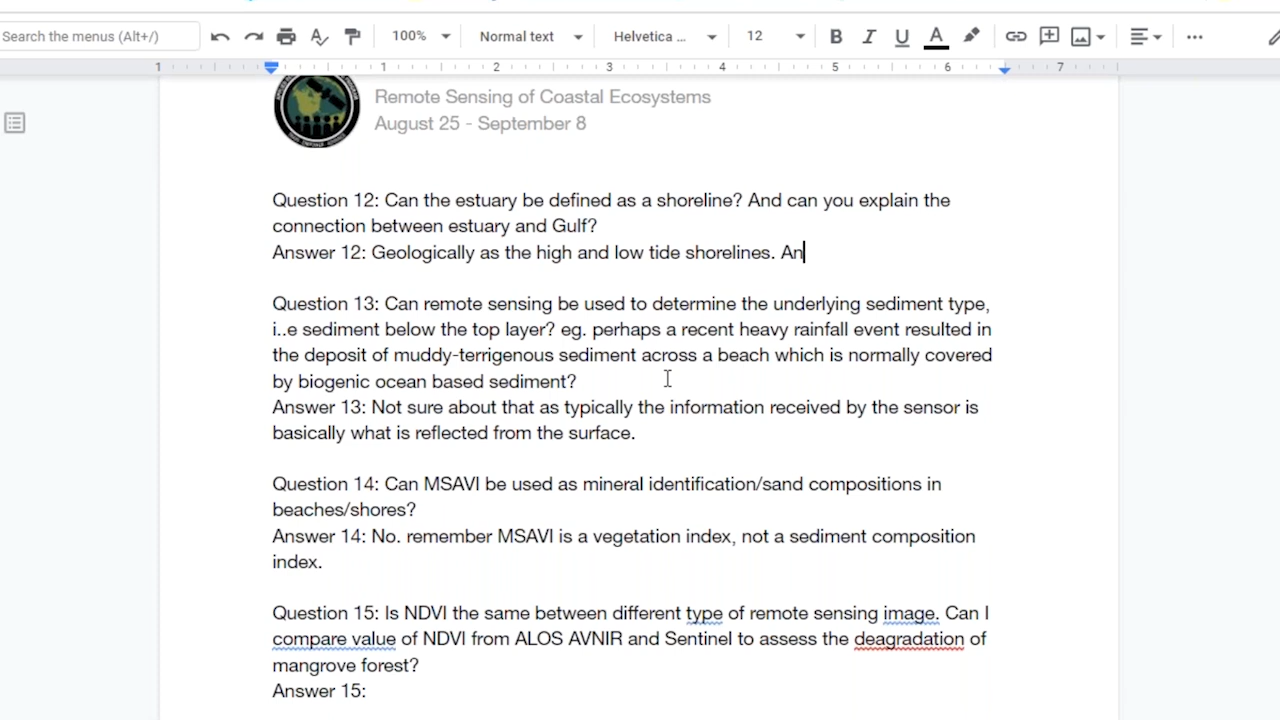 Search the menus (Alt+/)
100%
Normal text
Helvetica ...
12
B I U A
1 1 2 3 4 5 6 7
Remote Sensing of Coastal Ecosystems
August 25 - September 8
Question 12: Can the estuary be defined as a shoreline? And can you explain the
connection between estuary and Gulf?
Answer 12: Geologically as the high and low tide shorelines. An
Question 13: Can remote sensing be used to determine the underlying sediment type,
i..e sediment below the top layer? eg. perhaps a recent heavy rainfall event resulted in
the deposit of muddy-terrigenous sediment across a beach which is normally covered
by biogenic ocean based sediment?
Answer 13: Not sure about that as typically the information received by the sensor is
basically what is reflected from the surface.
Question 14: Can MSAVI be used as mineral identification/sand compositions in
beaches/shores?
Answer 14: No. remember MSAVI is a vegetation index, not a sediment composition
index.
Question 15: Is NDVI the same between different type of remote sensing image. Can I
compare value of NDVI from ALOS AVNIR and Sentinel to assess the deagradation of
mangrove forest?
Answer 15: